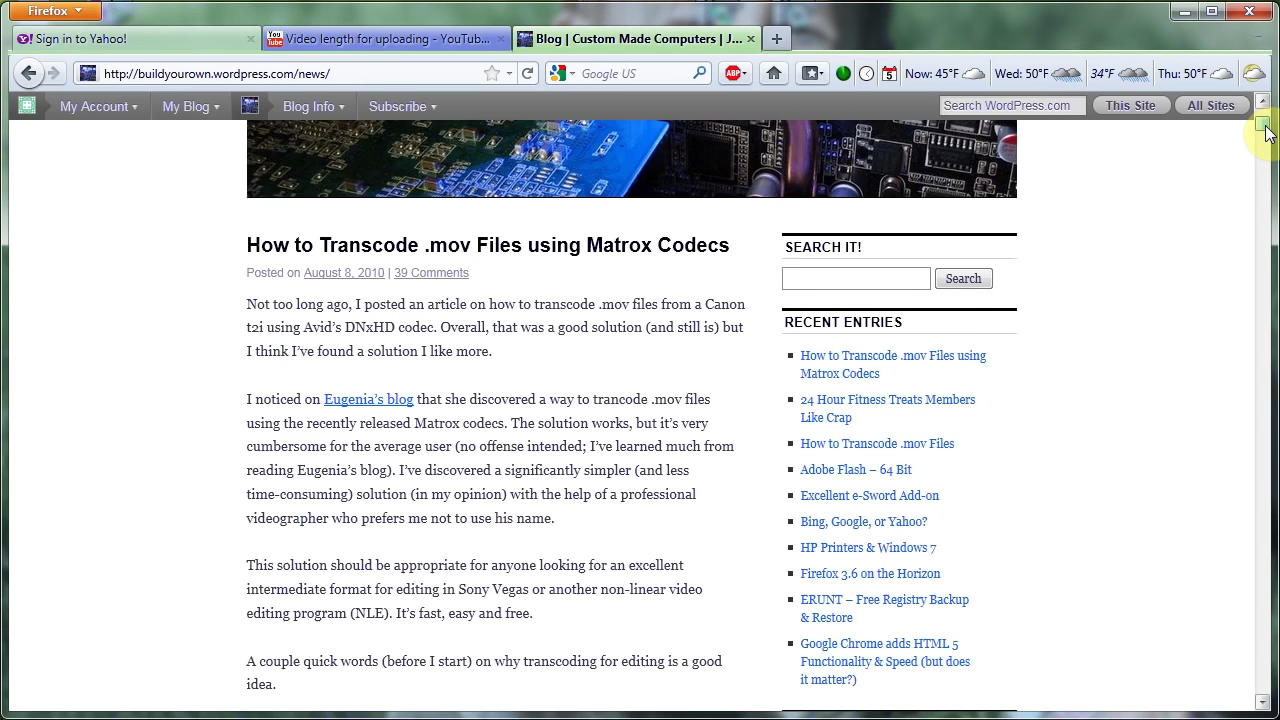 Firefox
Sign in to Yahoo!
You Tube Video length for uploading - YouTub...
Blog | Custom Made Computers | J...
http://buildyourown.wordpress.com/news/
Google US
ABP
5
Now: 45°F
Wed: 50°F
34°F
Thu: 50°F
My Account
My Blog
Blog Info
Subscribe
Search WordPress.com
This Site
All Sites
How to Transcode .mov Files using Matrox Codecs
Posted on August 8, 2010 | 39 Comments
Not too long ago, I posted an article on how to transcode .mov files from a Canon
t2i using Avid's DNxHD codec. Overall, that was a good solution (and still is) but
I think I've found a solution I like more.
I noticed on Eugenia's blog that she discovered a way to trancode .mov files
using the recently released Matrox codecs. The solution works, but it's very
cumbersome for the average user (no offense intended; I've learned much from
reading Eugenia's blog). I've discovered a significantly simpler (and less
time-consuming) solution (in my opinion) with the help of a professional
videographer who prefers me not to use his name.
This solution should be appropriate for anyone looking for an excellent
intermediate format for editing in Sony Vegas or another non-linear video
editing program (NLE). It's fast, easy and free.
A couple quick words (before I start) on why transcoding for editing is a good
idea.
SEARCH IT!
Search
RECENT ENTRIES
How to Transcode .mov Files using
Matrox Codecs
24 Hour Fitness Treats Members
Like Crap
How to Transcode .mov Files
Adobe Flash – 64 Bit
Excellent e-Sword Add-on
Bing, Google, or Yahoo?
HP Printers & Windows 7
Firefox 3.6 on the Horizon
ERUNT – Free Registry Backup
& Restore
Google Chrome adds HTML 5
Functionality & Speed (but does
it matter?)